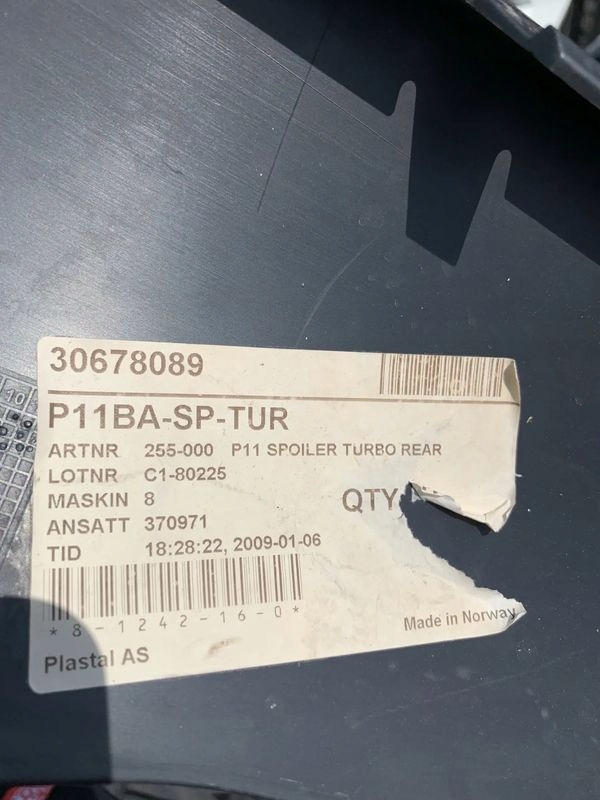 30678089
P11BA-SP-TUR
ARTNR 255-000 P11 SPOILER TURBO REAR
LOTNR C1-80225
MASKIN 8
QTY
ANSATT 370971
TID 18:28:22, 2009-01-06
*8-1242-16-0*
Made in Norway
Plastal AS
10